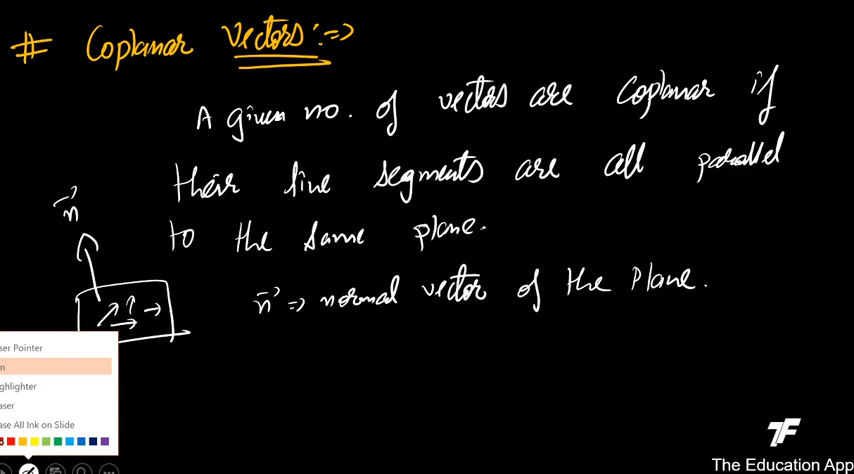 # Coplanar vectors :⇒
A given no. of vectors are Coplanar if
their line segments are all parallel
to the same plane.
n⃗
n⃗ ⇒ normal vector of the Plane.
ser Pointer
n
ghlighter
aser
ase All Ink on Slide
The Education App